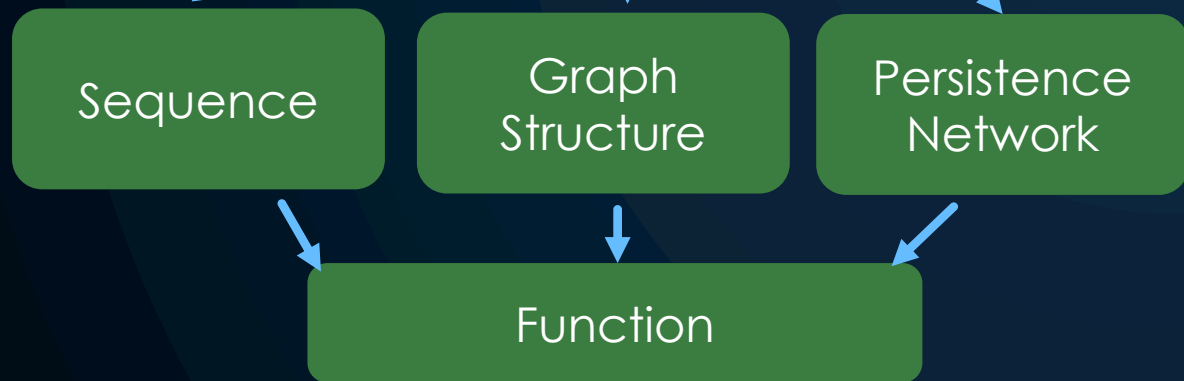 Sequence
Graph
Structure
Persistence
Network
Function